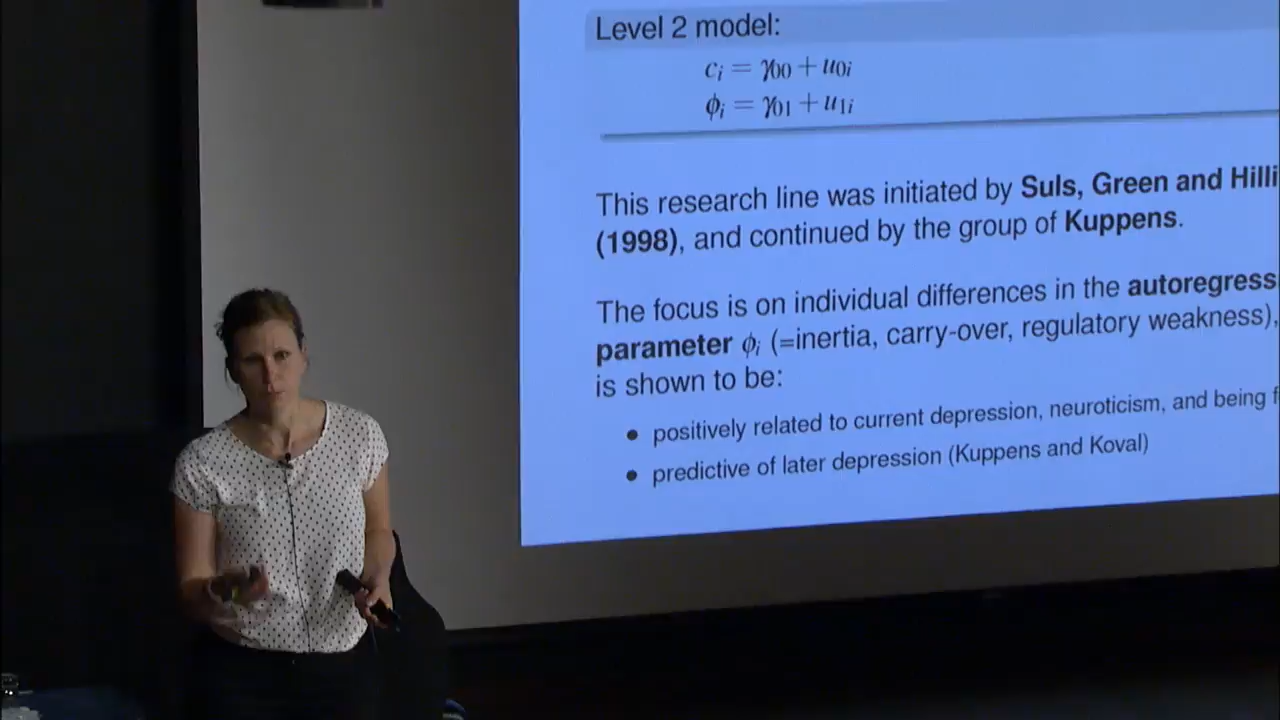 Level 2 model:
cᵢ = γ₀₀ + u₀ᵢ
ϕᵢ = γ₀₁ + u₁ᵢ
This research line was initiated by Suls, Green and Hilli
(1998), and continued by the group of Kuppens.
The focus is on individual differences in the autoregress
parameter ϕᵢ (=inertia, carry-over, regulatory weakness),
is shown to be:
• positively related to current depression, neuroticism, and being f
• predictive of later depression (Kuppens and Koval)